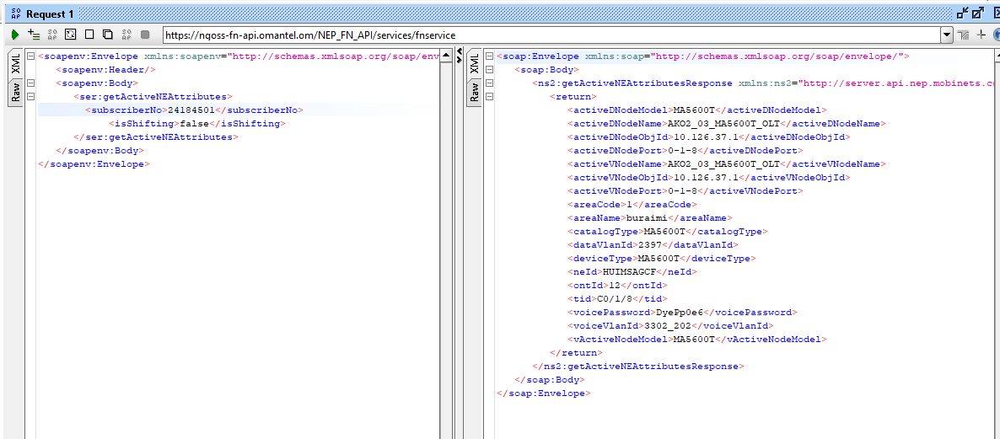 Request 1
https://ngoss-fn-api.omantel.om/NEP_FN_API/services/fnservice
XML
Raw
<soapenv:Envelope xmlns:soapenv="http://schemas.xmlsoap.org/soap/env
<soapenv:Header/>
<soapenv:Body>
<ser:getActiveNEAttributes>
<subscriberNo>24184501</subscriberNo>
<isShifting>false</isShifting>
</ser:getActiveNEAttributes>
</soapenv:Body>
</soapenv:Envelope>
XML
Raw
<soap:Envelope xmlns:soap="http://schemas.xmlsoap.org/soap/envelope/">
<soap:Body>
<ns2:getActiveNEAttributesResponse xmlns:ns2="http://server.api.nep.mobinets.co
<return>
<activeDNodeModel>MA5600T</activeDNodeModel>
<activeDNodeName>AKO2_03_MA5600T_OLT</activeDNodeName>
<activeDNodeObjId>10.126.37.1</activeDNodeObjId>
<activeDNodePort>0-1-8</activeDNodePort>
<activeVNodeName>AKO2_03_MA5600T_OLT</activeVNodeName>
<activeVNodeObjId>10.126.37.1</activeVNodeObjId>
<activeVNodePort>0-1-8</activeVNodePort>
<areaCode>1</areaCode>
<areaName>buraimi</areaName>
<catalogType>MA5600T</catalogType>
<dataVlanId>2397</dataVlanId>
<deviceType>MA5600T</deviceType>
<neId>HUIMSAGCF</neId>
<ontId>12</ontId>
<tid>C0/1/8</tid>
<voicePassword>DyePp0e6</voicePassword>
<voiceVlanId>3302_202</voiceVlanId>
<vActiveNodeModel>MA5600T</vActiveNodeModel>
</return>
</ns2:getActiveNEAttributesResponse>
</soap:Body>
</soap:Envelope>